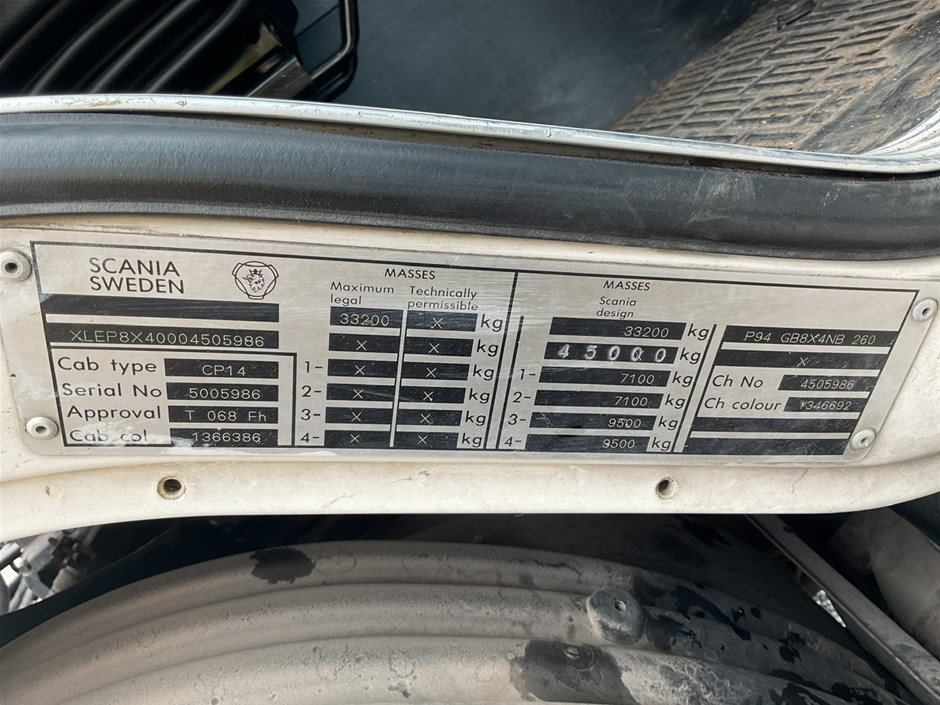 SCANIA
SWEDEN
XLEP8X40004505986
Cab type CP14
Serial No 5005986
Approval T 068 Fh
Cab col 1366386
MASSES
Maximum legal Technically permissible
33200 X kg
X X kg
1- X X kg
2- X X kg
3- X X kg
4- X X kg
MASSES
Scania design
33200 kg
45000 kg
1- 7100 kg
2- 7100 kg
3- 9500 kg
4- 9500 kg
P94 GB8X4NB 260
X
Ch No 4505986
Ch colour 1346692